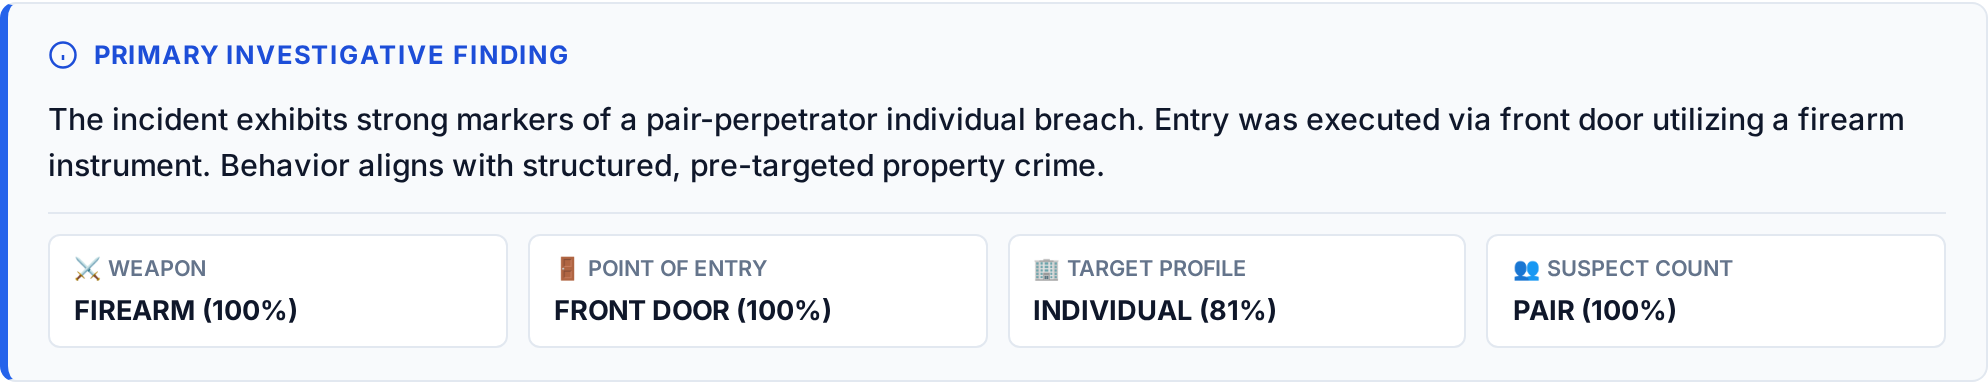 PRIMARY INVESTIGATIVE FINDING
The incident exhibits strong markers of a pair-perpetrator individual breach. Entry was executed via front door utilizing a firearm
instrument. Behavior aligns with structured, pre-targeted property crime.
WEAPON
FIREARM (100%)
POINT OF ENTRY
FRONT DOOR (100%)
TARGET PROFILE
INDIVIDUAL (81%)
SUSPECT COUNT
PAIR (100%)